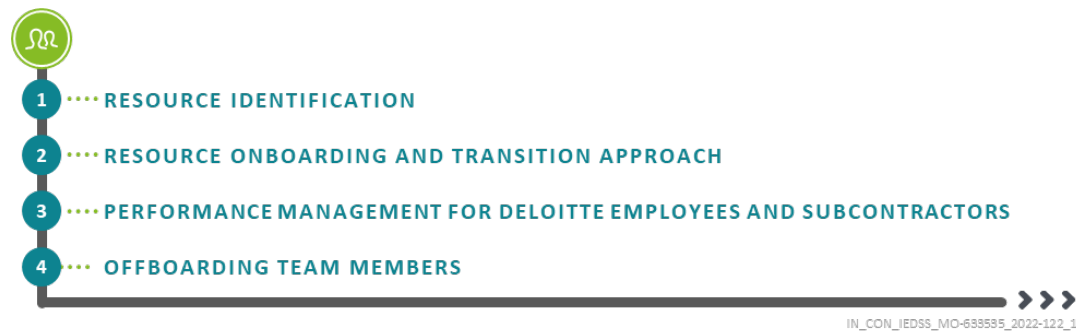 1 RESOURCE IDENTIFICATION
2 RESOURCE ONBOARDING AND TRANSITION APPROACH
3 PERFORMANCE MANAGEMENT FOR DELOITTE EMPLOYEES AND SUBCONTRACTORS
4 OFFBOARDING TEAM MEMBERS
IN_CON_IEDSS_MO-633535_2022-122_1